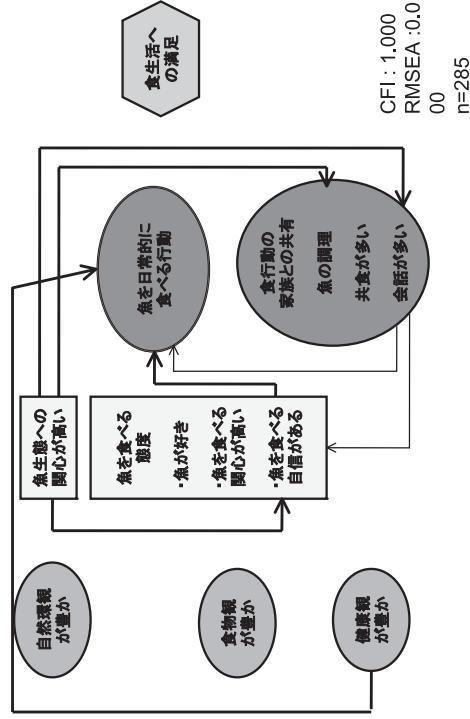 自然環境観
が豊か
食物観
が豊か
健康観
が豊か
魚生態への
関心が高い
魚を食べる
態度
・魚が好き
・魚を食べる
関心が高い
・魚を食べる
自信がある
魚を日常的に
食べる行動
食行動の
家族との共有
魚の調理
共食が多い
会話が多い
食生活へ
の満足
CFI : 1.000
RMSEA :0.0
00
n=285